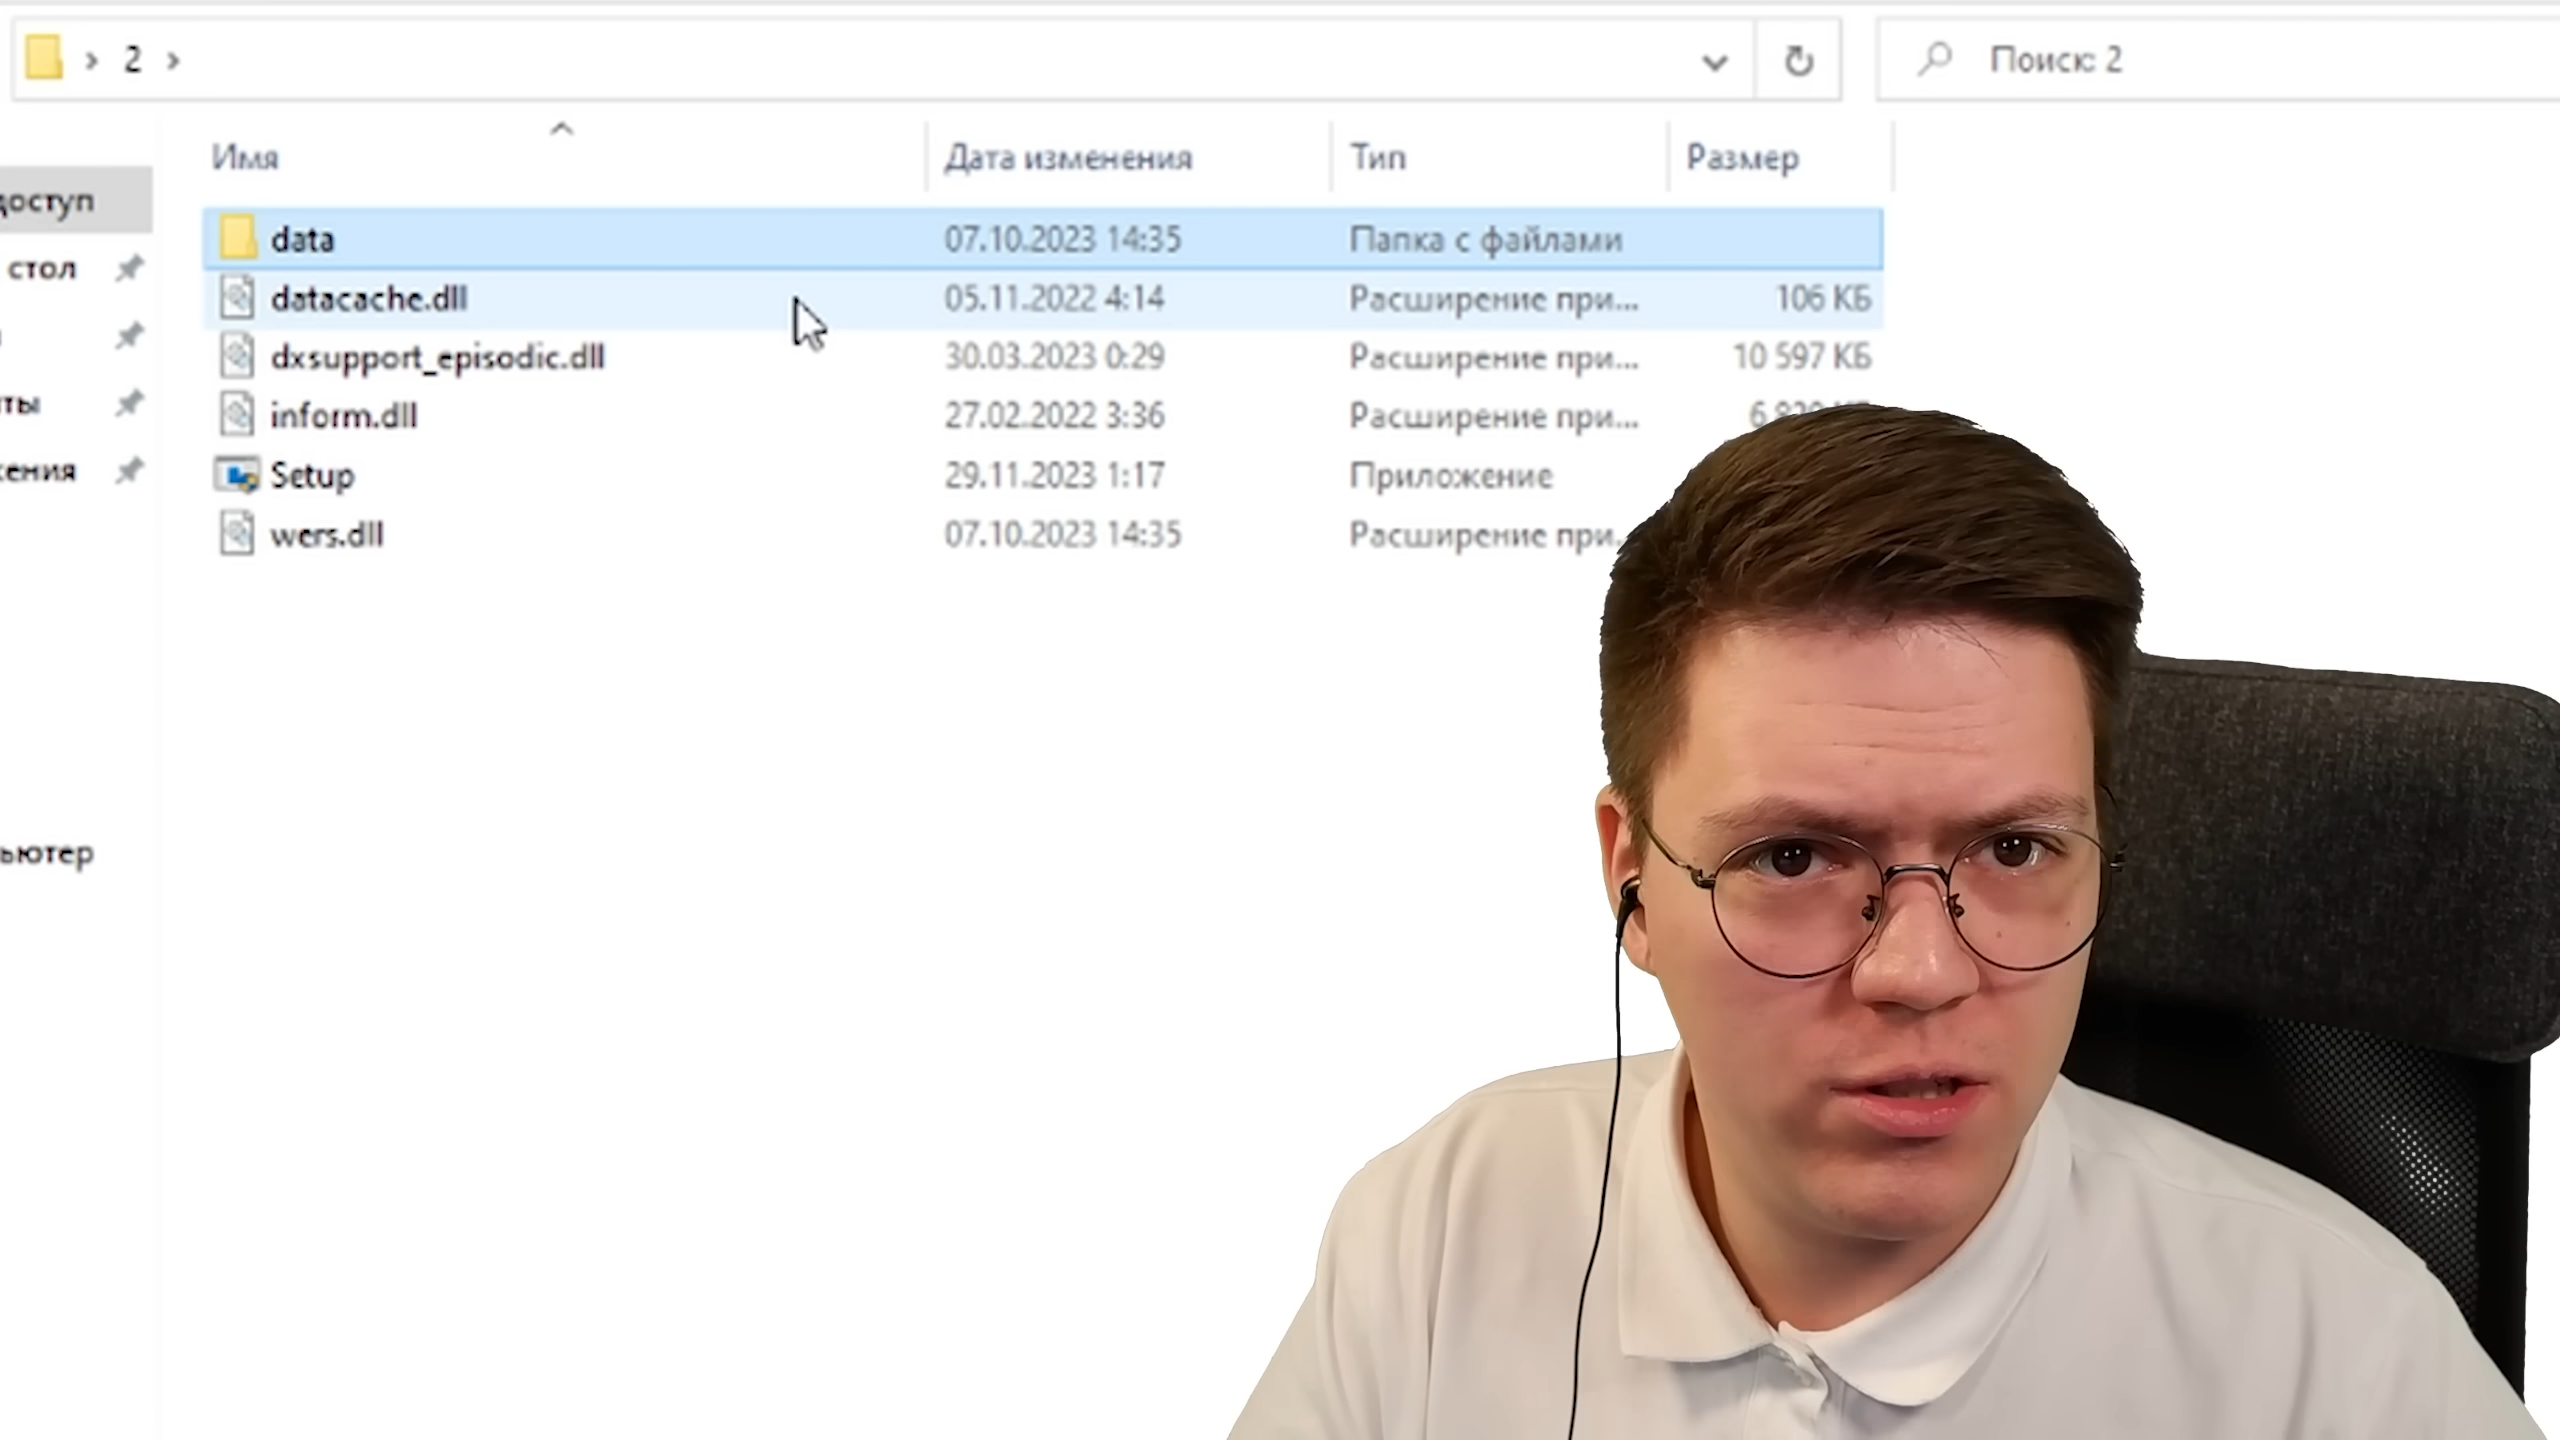 2
Поиск: 2
Имя Дата изменения Тип Размер
доступ
data 07.10.2023 14:35 Папка с файлами
стол
datacache.dll 05.11.2022 4:14 Расширение при... 106 КБ
dxsupport_episodic.dll 30.03.2023 0:29 Расширение при... 10 597 КБ
ты
inform.dll 27.02.2022 3:36 Расширение при...
жения
Setup 29.11.2023 1:17 Приложение
wers.dll 07.10.2023 14:35 Расширение при.
ьютер